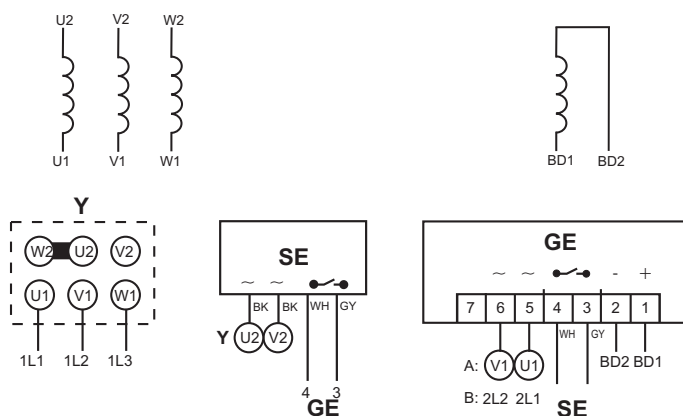 U2 V2 W2
U1 V1 W1
BD1 BD2
Y
W2 U2 V2
U1 V1 W1
1L1 1L2 1L3
SE
~ ~
BK BK WH GY
Y U2 V2
4 3
GE
GE
~ ~ - +
7 6 5 4 3 2 1
WH GY
A: V1 U1 BD2 BD1
B: 2L2 2L1 SE